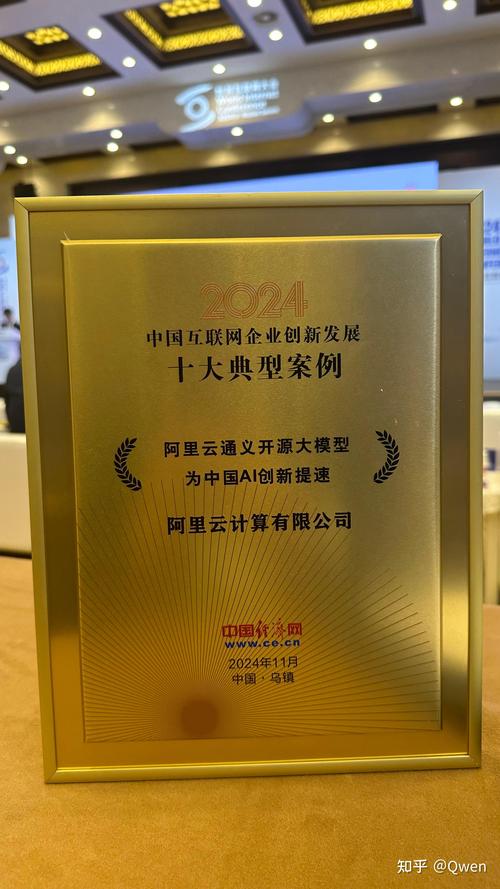 2024
中国互联网企业创新发展
十大典型案例
阿里云通义开源大模型
为中国AI创新提速
阿里云计算有限公司
中国经济网
www.ce.cn
2024年11月
中国·乌镇
知乎 @Qwen